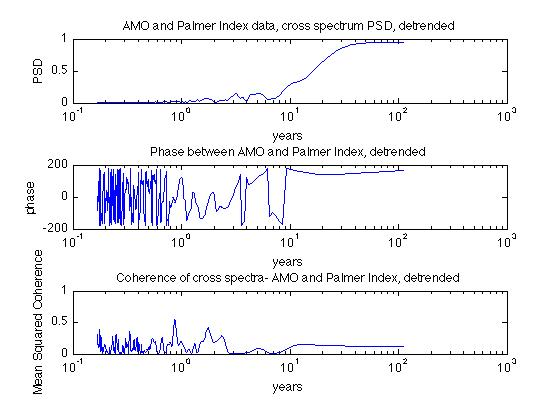 AMO and Palmer Index data, cross spectrum PSD, detrended
PSD
1
0.5
0
10^-1 10^0 10^1 10^2 10^3
years
Phase between AMO and Palmer Index, detrended
phase
200
0
-200
10^-1 10^0 10^1 10^2 10^3
years
Coherence of cross spectra- AMO and Palmer Index, detrended
Mean Squared Coherence
1
0.5
0
10^-1 10^0 10^1 10^2 10^3
years